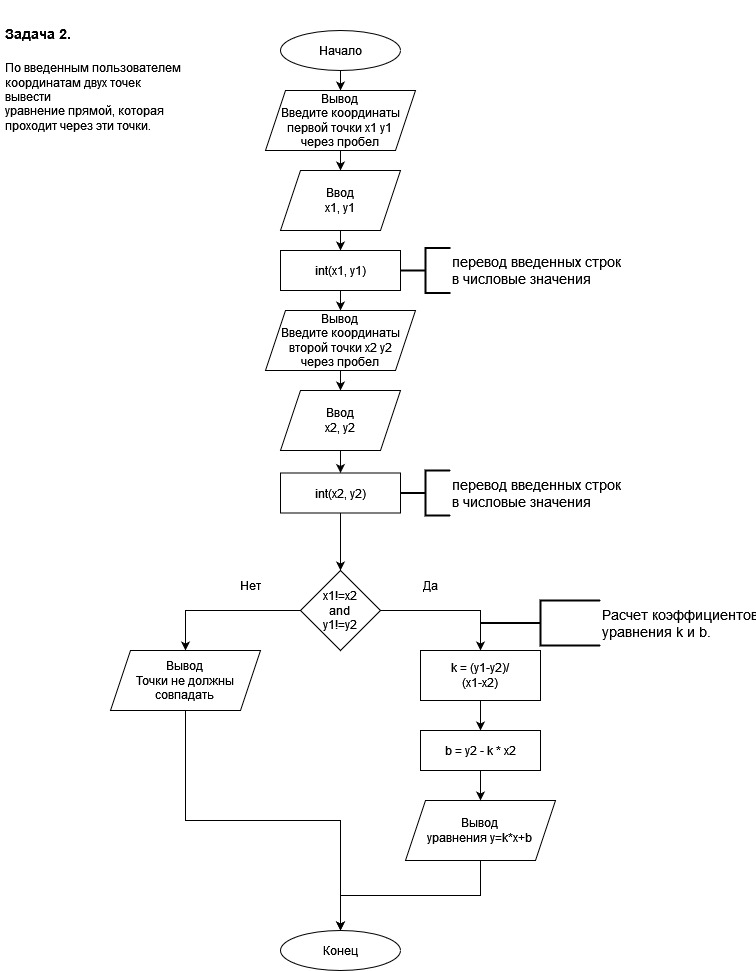 Задача 2.
По введенным пользователем
координатам двух точек
вывести
уравнение прямой, которая
проходит через эти точки.
Начало
Вывод
Введите координаты
первой точки x1 y1
через пробел
Ввод
x1, y1
int(x1, y1)
перевод введенных строк
в числовые значения
Вывод
Введите координаты
второй точки x2 y2
через пробел
Ввод
x2, y2
int(x2, y2)
перевод введенных строк
в числовые значения
Нет
Да
x1!=x2
and
y1!=y2
Расчет коэффициентов
уравнения k и b.
Вывод
Точки не должны
совпадать
k = (y1-y2)/
(x1-x2)
b = y2 - k * x2
Вывод
уравнения y=k*x+b
Конец